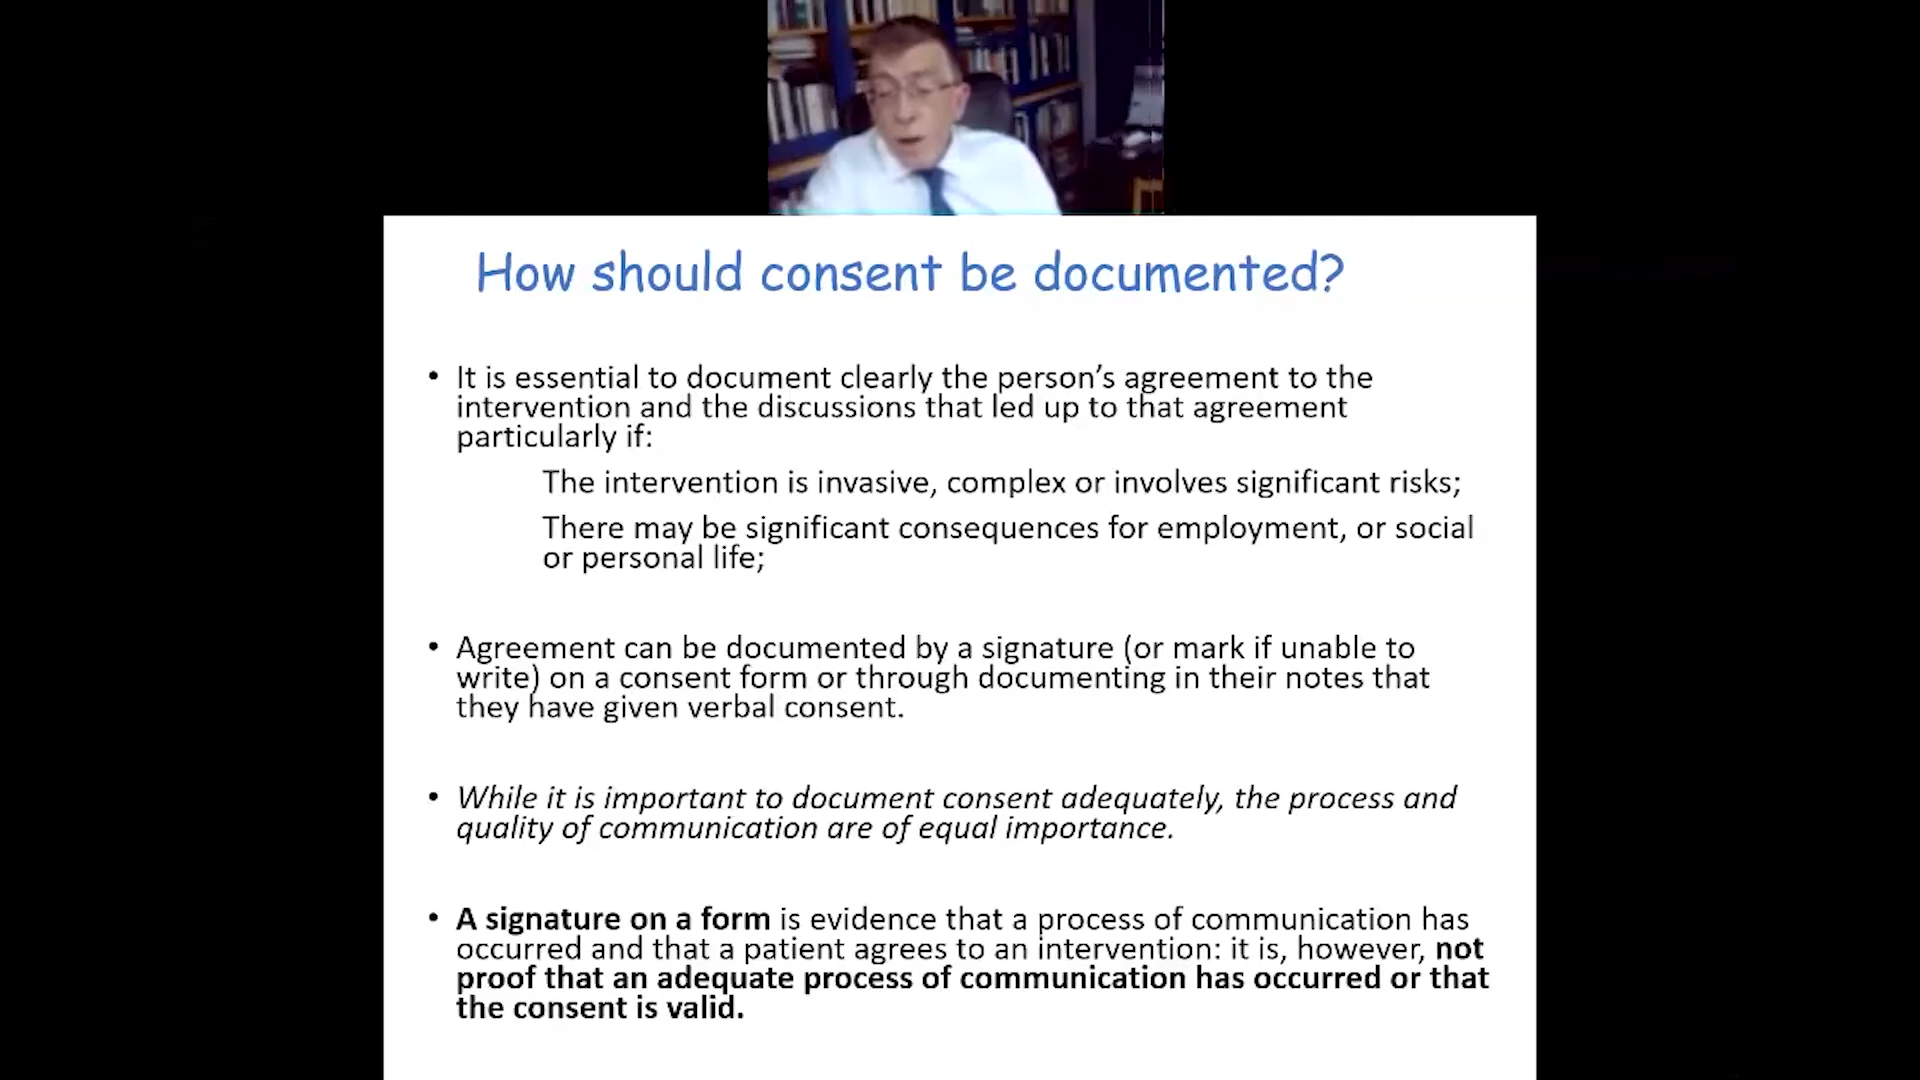 How should consent be documented?
• It is essential to document clearly the person’s agreement to the
intervention and the discussions that led up to that agreement
particularly if:
The intervention is invasive, complex or involves significant risks;
There may be significant consequences for employment, or social
or personal life;
• Agreement can be documented by a signature (or mark if unable to
write) on a consent form or through documenting in their notes that
they have given verbal consent.
• While it is important to document consent adequately, the process and
quality of communication are of equal importance.
• A signature on a form is evidence that a process of communication has
occurred and that a patient agrees to an intervention: it is, however, not
proof that an adequate process of communication has occurred or that
the consent is valid.